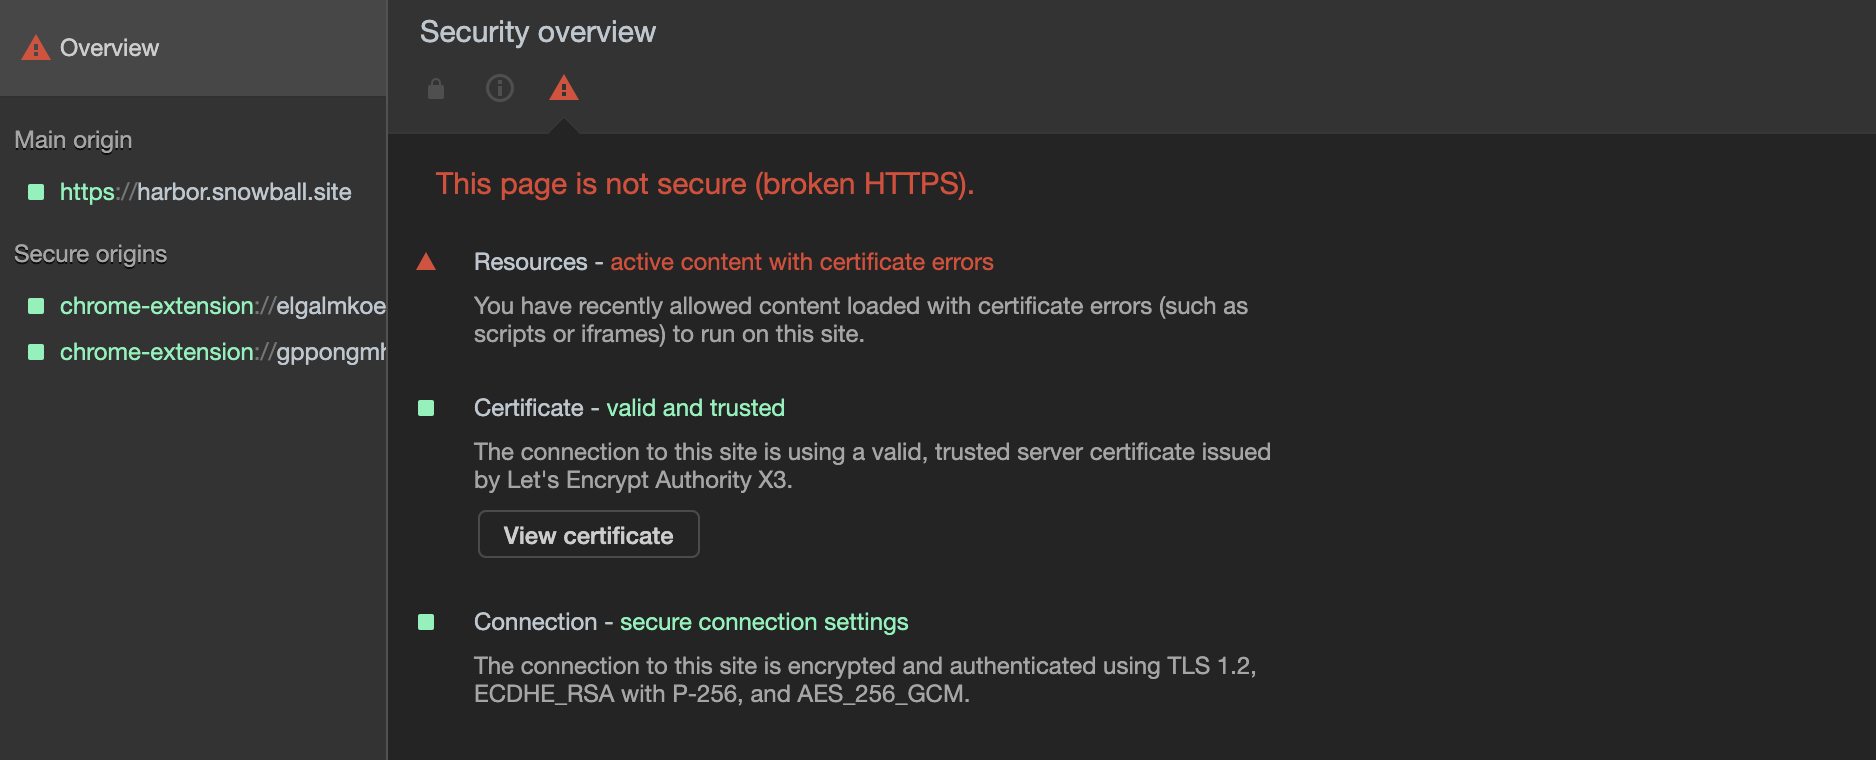 Overview
Main origin
https://harbor.snowball.site
Secure origins
chrome-extension://elgalmkoe
chrome-extension://gppongmh
Security overview
This page is not secure (broken HTTPS).
Resources - active content with certificate errors
You have recently allowed content loaded with certificate errors (such as
scripts or iframes) to run on this site.
Certificate - valid and trusted
The connection to this site is using a valid, trusted server certificate issued
by Let's Encrypt Authority X3.
View certificate
Connection - secure connection settings
The connection to this site is encrypted and authenticated using TLS 1.2,
ECDHE_RSA with P-256, and AES_256_GCM.